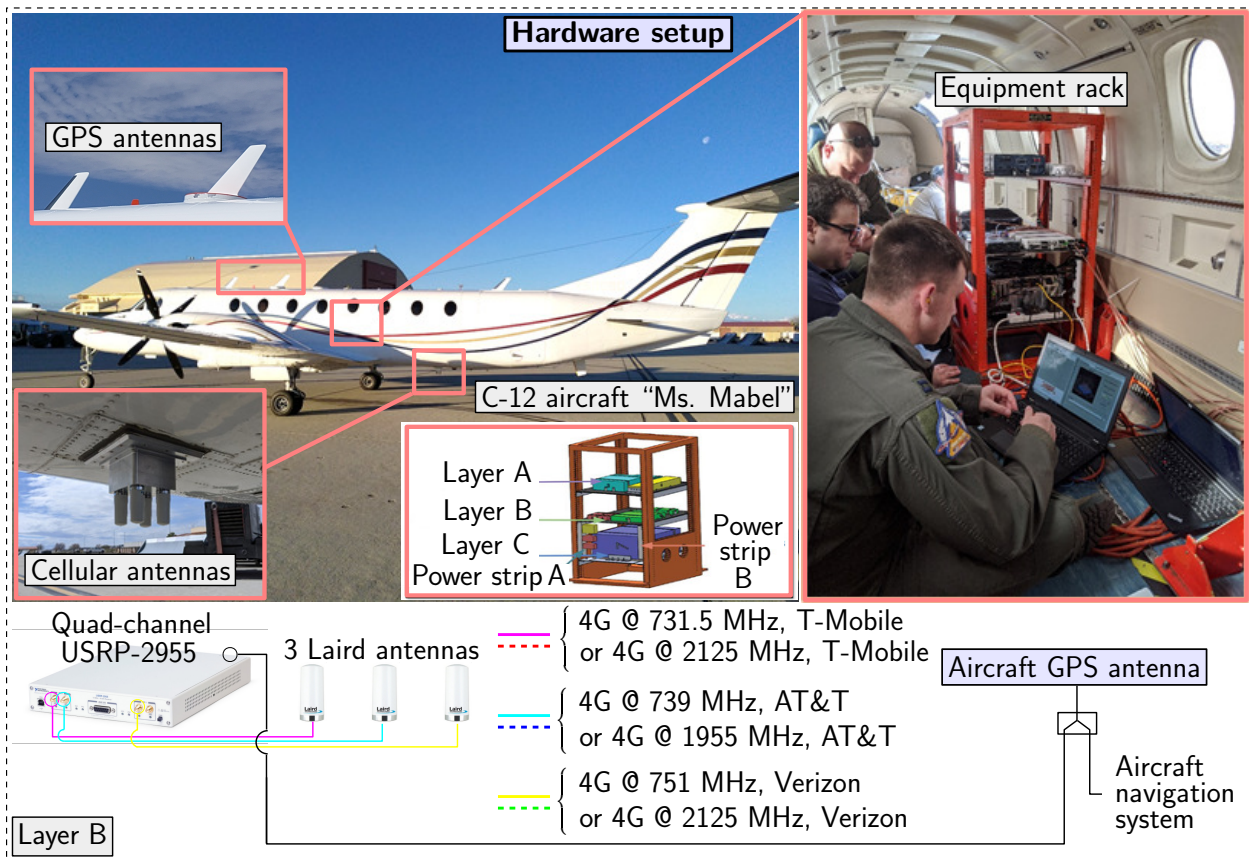 Hardware setup
GPS antennas
Equipment rack
C-12 aircraft “Ms. Mabel”
Cellular antennas
Layer A
Layer B
Layer C
Power strip A
Power
strip
B
Quad-channel
USRP-2955
3 Laird antennas
Laird
Laird
Laird
4G @ 731.5 MHz, T-Mobile
or 4G @ 2125 MHz, T-Mobile
4G @ 739 MHz, AT&T
or 4G @ 1955 MHz, AT&T
4G @ 751 MHz, Verizon
or 4G @ 2125 MHz, Verizon
Aircraft GPS antenna
Aircraft
navigation
system
Layer B